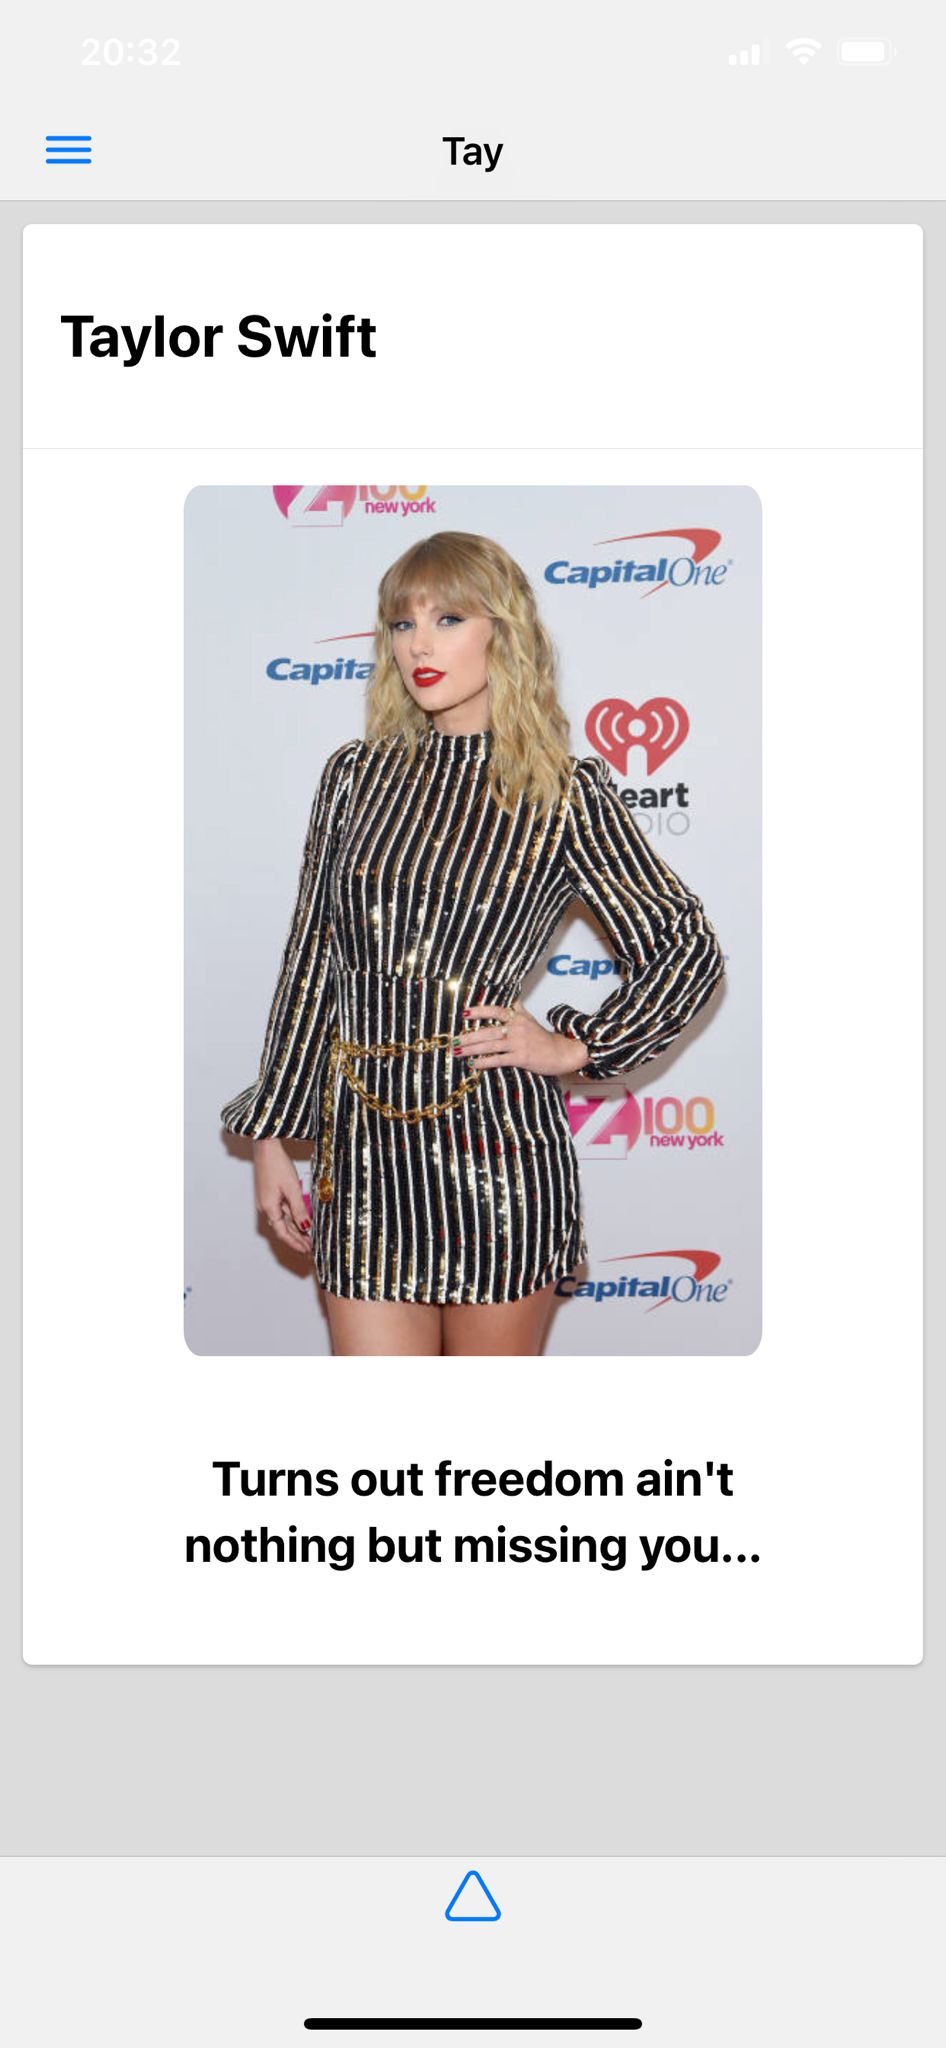 20:32
Tay
Taylor Swift
Z100
new york
CapitalOne
Capita
eart
DIO
Cap
Z100
new york
CapitalOne
Turns out freedom ain't
nothing but missing you...